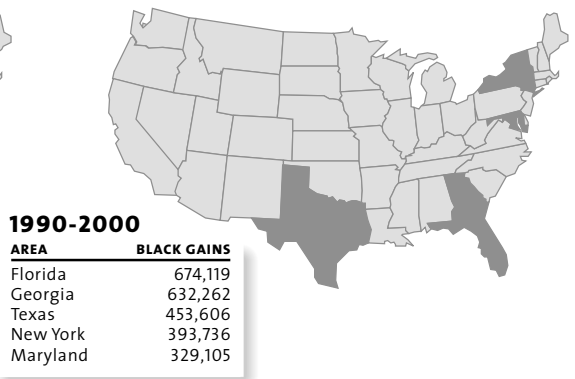 1990-2000
AREA BLACK GAINS
Florida 674,119
Georgia 632,262
Texas 453,606
New York 393,736
Maryland 329,105